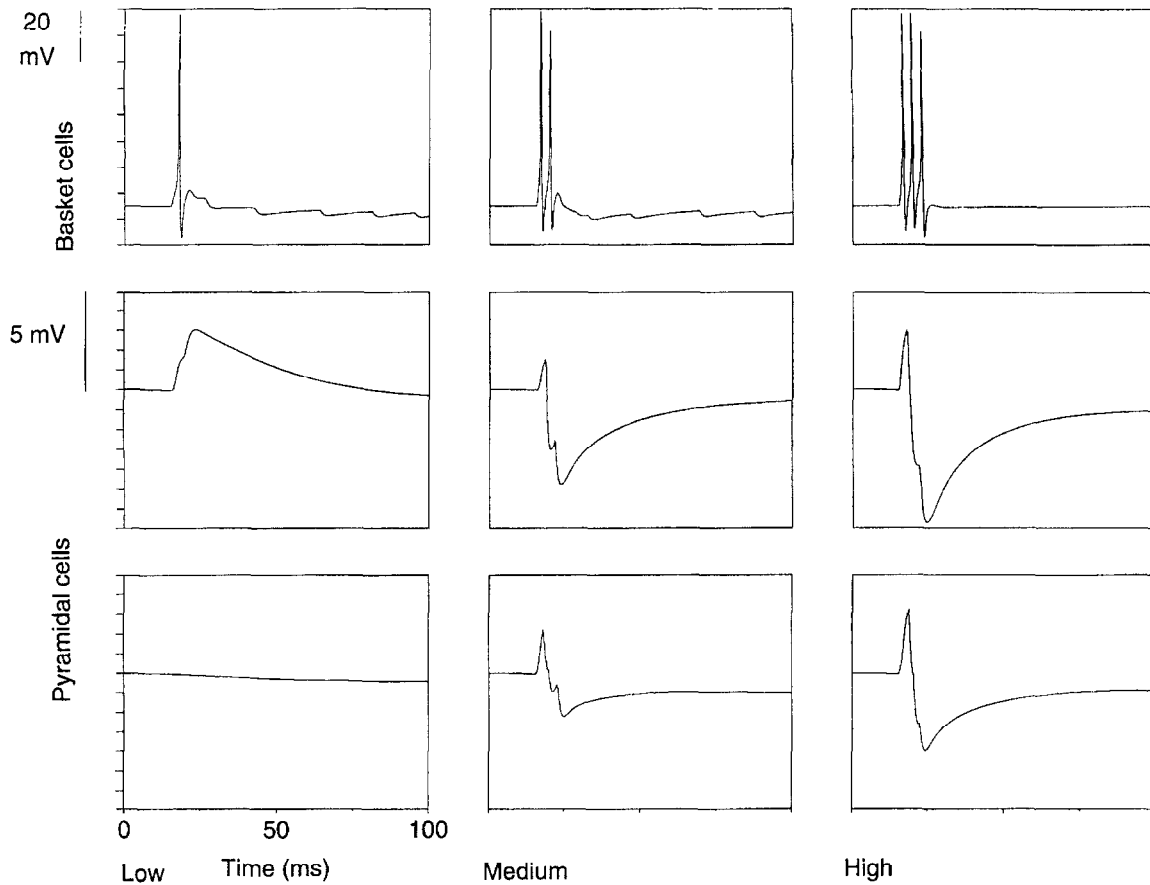 20
mV
Basket cells
5 mV
Pyramidal cells
0 50 100
Low Time (ms) Medium High